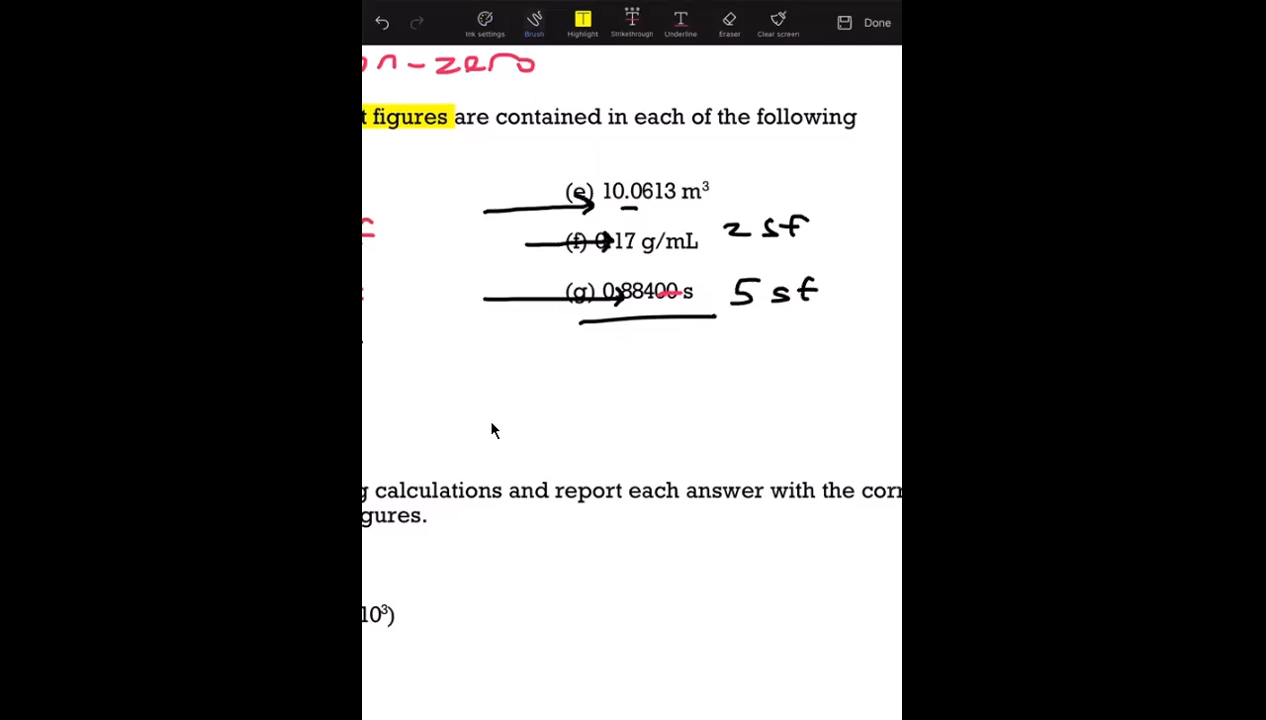 Ink settings Brush Highlight Strikethrough Underline Eraser Clear screen Done
on-zero
t figures are contained in each of the following
(e) 10.0613 m³
(f) 0.17 g/mL 2 sf
(g) 0.88400 s 5 sf
g calculations and report each answer with the corr
gures.
10³)